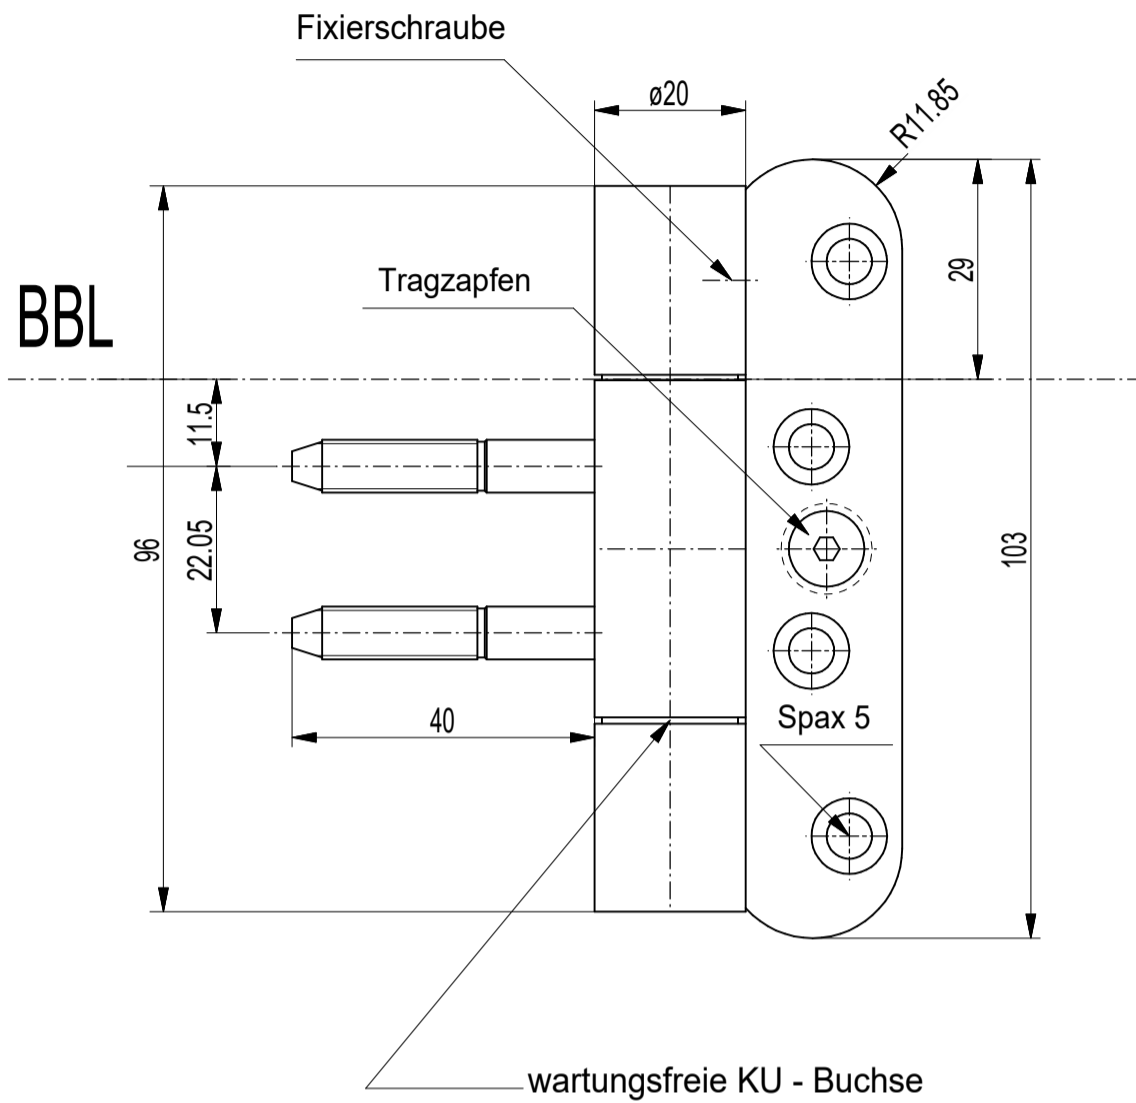 Fixierschraube
ø20
R11.85
29
Tragzapfen
BBL
11.5
22.05
96
103
40
Spax 5
wartungsfreie KU - Buchse